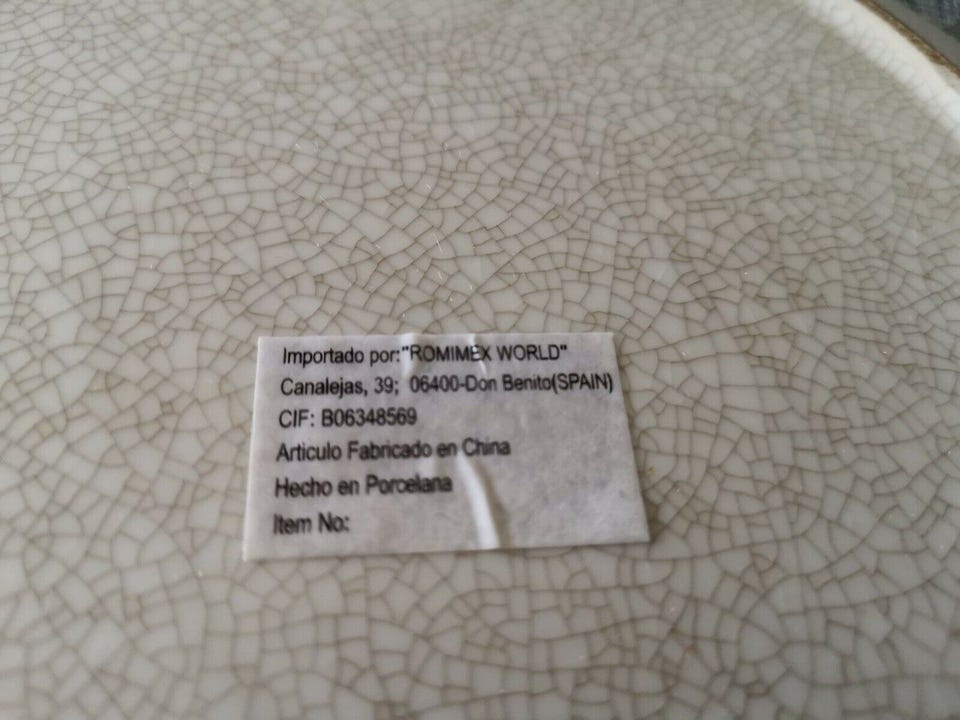 Importado por:"ROMIMEX WORLD"
Canalejas, 39; 06400-Don Benito(SPAIN)
CIF: B06348569
Articulo Fabricado en China
Hecho en Porcelana
Item No: